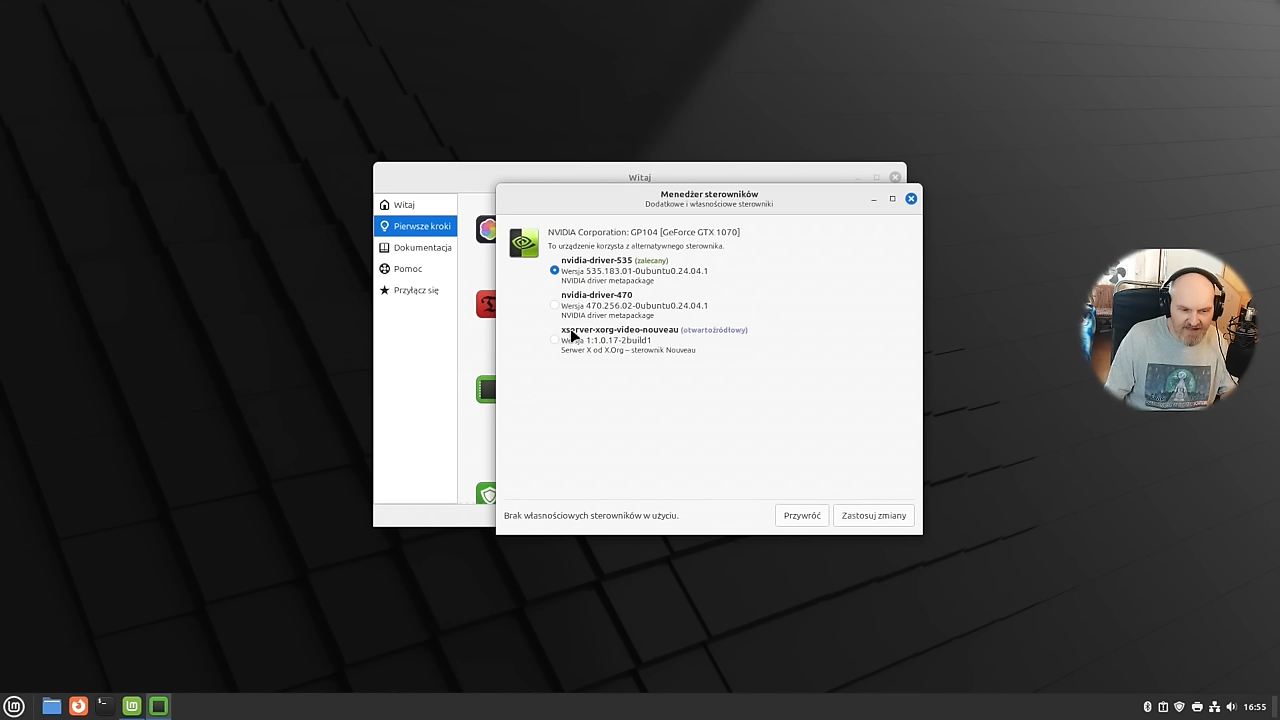 Witaj
Witaj
Pierwsze kroki
Dokumentacja
Pomoc
Przyłącz się
Menedżer sterowników
Dodatkowe i własnościowe sterowniki
NVIDIA Corporation: GP104 [GeForce GTX 1070]
To urządzenie korzysta z alternatywnego sterownika.
nvidia-driver-535 (zalecany)
Wersja 535.183.01-0ubuntu0.24.04.1
NVIDIA driver metapackage
nvidia-driver-470
Wersja 470.256.02-0ubuntu0.24.04.1
NVIDIA driver metapackage
xserver-xorg-video-nouveau (otwartoźródłowy)
Wersja 1:1.0.17-2build1
Serwer X od X.Org – sterownik Nouveau
Brak własnościowych sterowników w użyciu.
Przywróć
Zastosuj zmiany
16:55